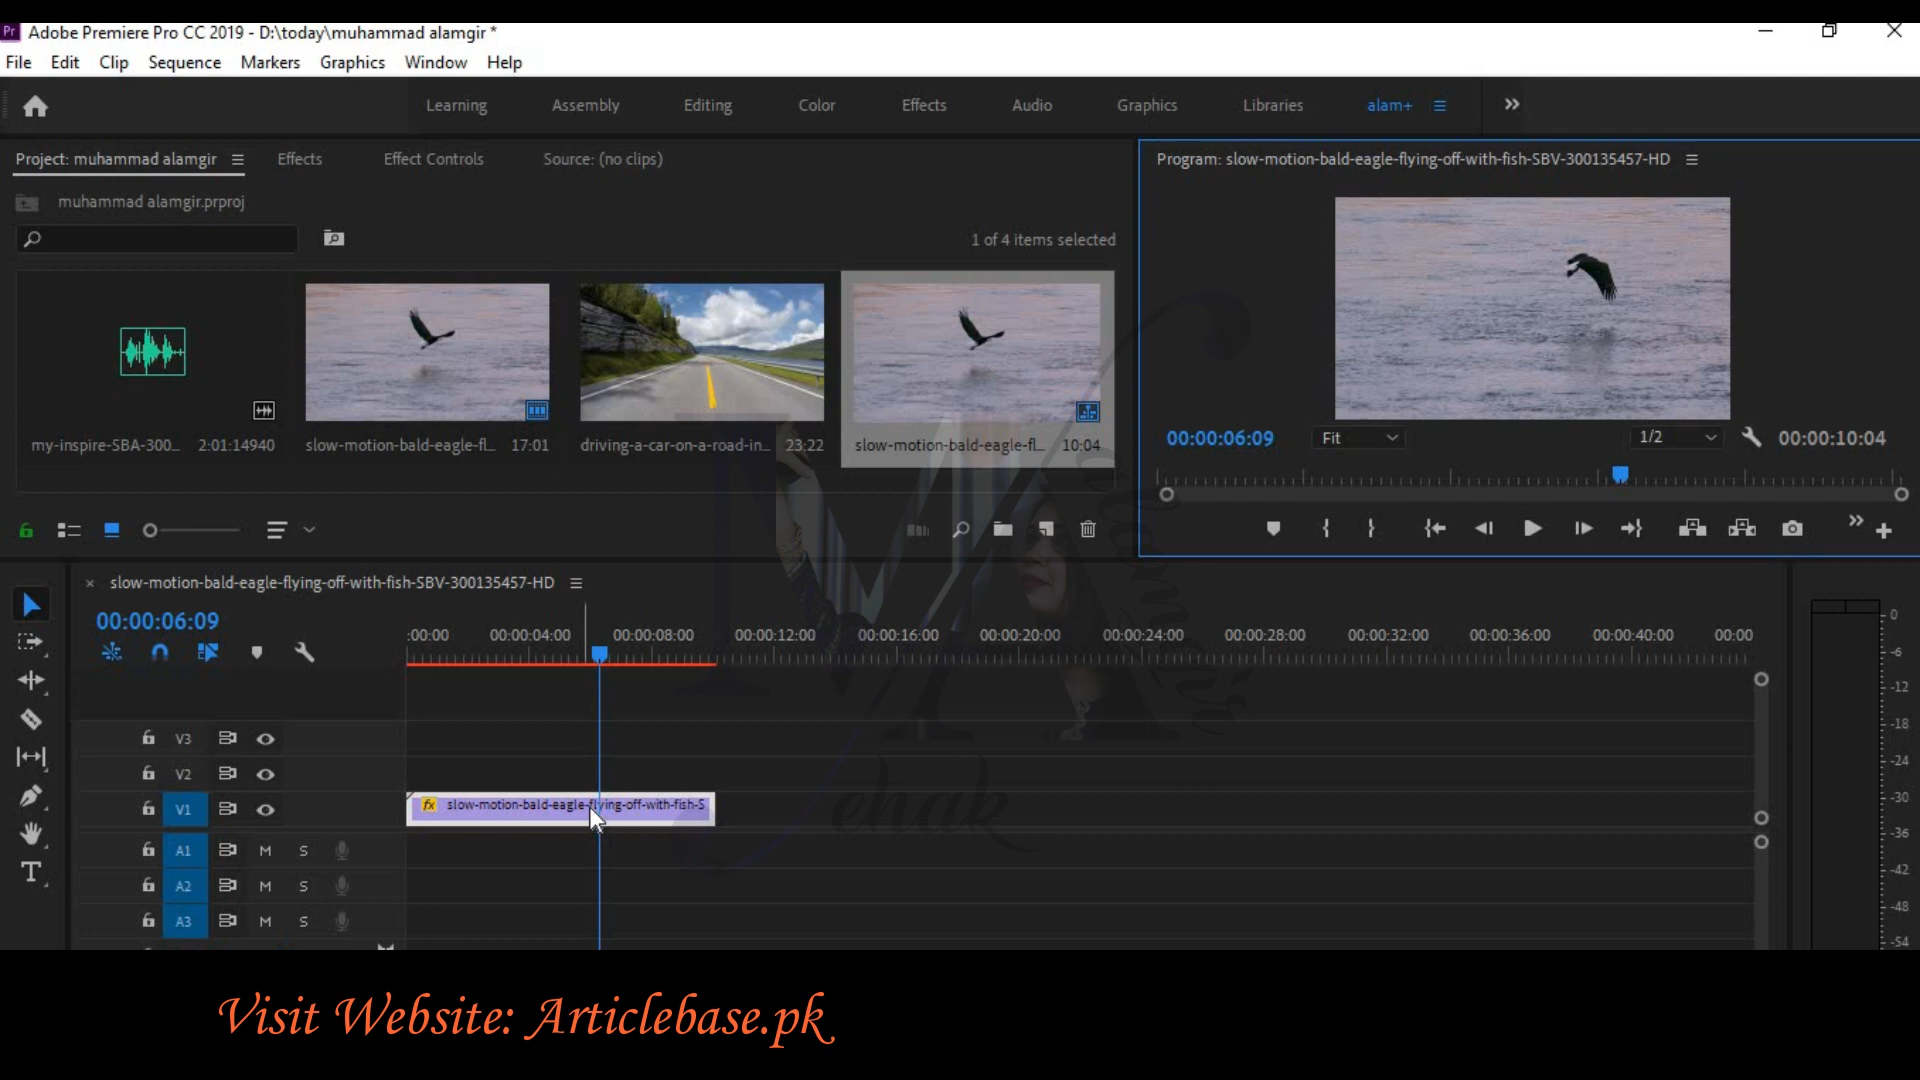 Pr Adobe Premiere Pro CC 2019 - D:\today\muhammad alamgir *
File Edit Clip Sequence Markers Graphics Window Help
Learning Assembly Editing Color Effects Audio Graphics Libraries alam+
Project: muhammad alamgir Effects Effect Controls Source: (no clips)
Program: slow-motion-bald-eagle-flying-off-with-fish-SBV-300135457-HD
muhammad alamgir.prproj
1 of 4 items selected
my-inspire-SBA-300... 2:01:14940
slow-motion-bald-eagle-fl... 17:01
driving-a-car-on-a-road-in... 23:22
slow-motion-bald-eagle-fl... 10:04
00:00:06:09 Fit 1/2 00:00:10:04
slow-motion-bald-eagle-flying-off-with-fish-SBV-300135457-HD
00:00:06:09
:00:00 00:00:04:00 00:00:08:00 00:00:12:00 00:00:16:00 00:00:20:00 00:00:24:00 00:00:28:00 00:00:32:00 00:00:36:00 00:00:40:00 00:00
V3
V2
V1
fx slow-motion-bald-eagle-flying-off-with-fish-S
A1 M S
A2 M S
A3 M S
0
-6
-12
-18
-24
-30
-36
-42
-48
-54
ehak
Visit Website: Articlebase.pk